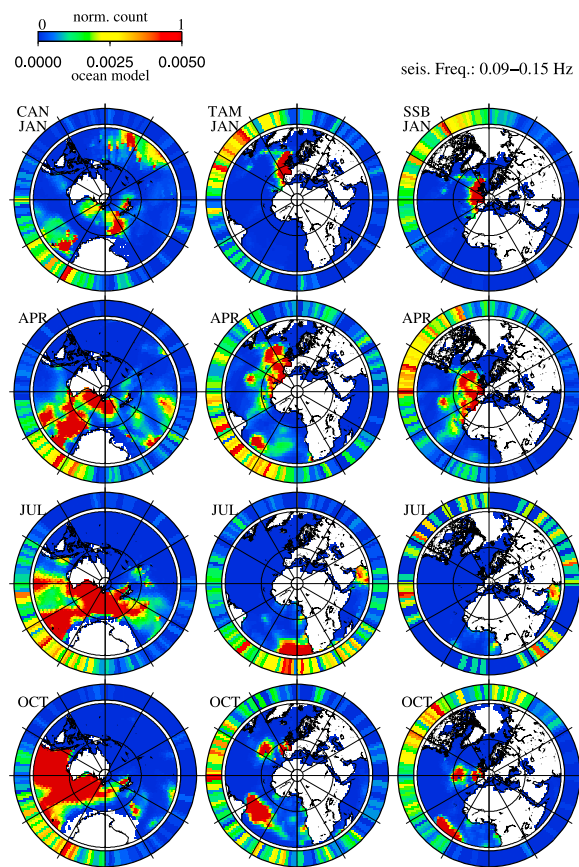 norm. count
0 1
0.0000 0.0025 0.0050
ocean model
seis. Freq.: 0.09–0.15 Hz
CAN TAM SSB
JAN JAN JAN
APR APR APR
JUL JUL JUL
OCT OCT OCT